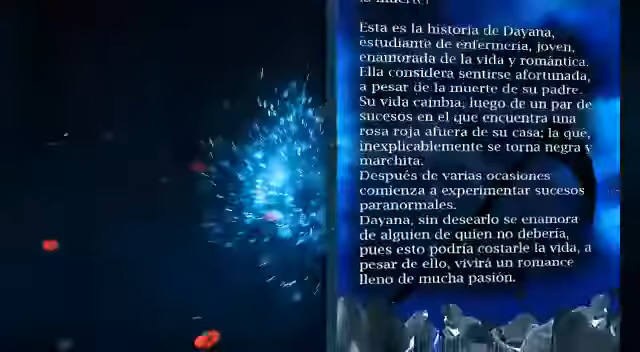 la muerte?
Esta es la historia de Dayana,
estudiante de enfermería, joven,
enamorada de la vida y romántica.
Ella considera sentirse afortunada,
a pesar de la muerte de su padre.
Su vida cambia, luego de un par de
sucesos en el que encuentra una
rosa roja afuera de su casa; la que,
inexplicablemente se torna negra y
marchita.
Después de varias ocasiones
comienza a experimentar sucesos
paranormales.
Dayana, sin desearlo se enamora
de alguien de quien no debería,
pues esto podría costarle la vida, a
pesar de ello, vivirá un romance
lleno de mucha pasión.